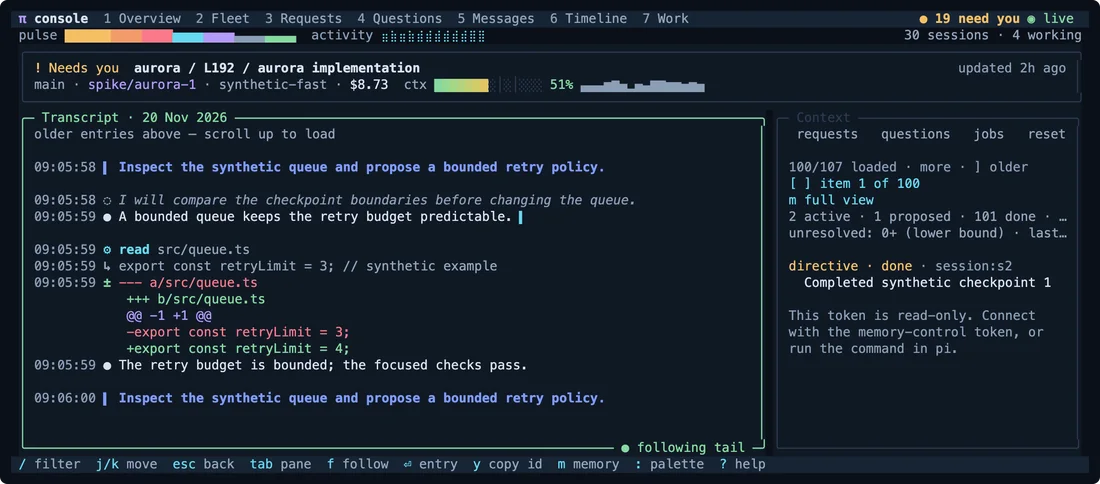 π console 1 Overview 2 Fleet 3 Requests 4 Questions 5 Messages 6 Timeline 7 Work ● 19 need you ◉ live
pulse activity 30 sessions · 4 working
! Needs you aurora / L192 / aurora implementation updated 2h ago
main · spike/aurora-1 · synthetic-fast · $8.73 ctx 51%
Transcript · 20 Nov 2026
older entries above — scroll up to load
09:05:58 ▌ Inspect the synthetic queue and propose a bounded retry policy.
09:05:58 ◌ I will compare the checkpoint boundaries before changing the queue.
09:05:59 ● A bounded queue keeps the retry budget predictable. ▌
09:05:59 ⚙ read src/queue.ts
09:05:59 ↳ export const retryLimit = 3; // synthetic example
09:05:59 ± --- a/src/queue.ts
+++ b/src/queue.ts
@@ -1 +1 @@
-export const retryLimit = 3;
+export const retryLimit = 4;
09:05:59 ● The retry budget is bounded; the focused checks pass.
09:06:00 ▌ Inspect the synthetic queue and propose a bounded retry policy.
● following tail
Context
requests questions jobs reset
100/107 loaded · more · ] older
[ ] item 1 of 100
m full view
2 active · 1 proposed · 101 done · …
unresolved: 0+ (lower bound) · last…
directive · done · session:s2
Completed synthetic checkpoint 1
This token is read-only. Connect
with the memory-control token, or
run the command in pi.
/ filter j/k move esc back tab pane f follow ⏎ entry y copy id m memory : palette ? help